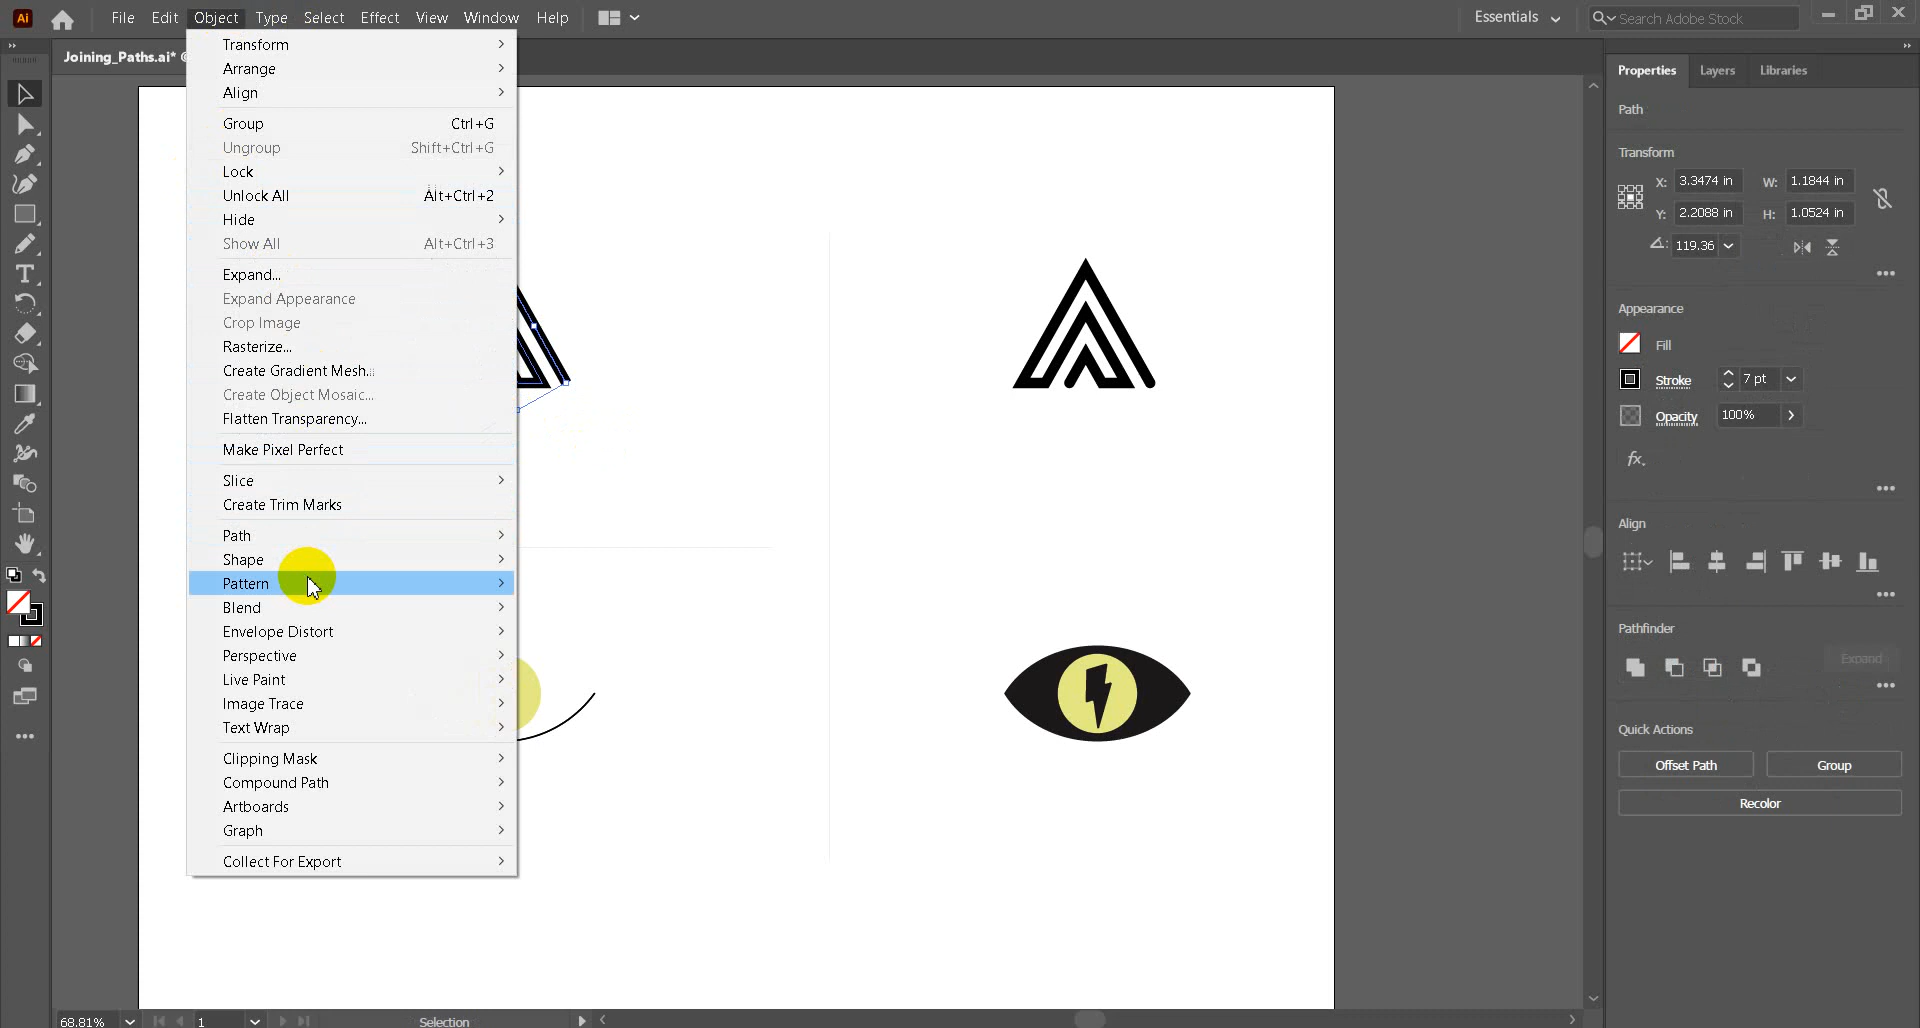 Ai File Edit Object Type Select Effect View Window Help Essentials Search Adobe Stock
Joining_Paths.ai*
Transform
Arrange
Align
Group Ctrl+G
Ungroup Shift+Ctrl+G
Lock
Unlock All Alt+Ctrl+2
Hide
Show All Alt+Ctrl+3
Expand...
Expand Appearance
Crop Image
Rasterize...
Create Gradient Mesh...
Create Object Mosaic...
Flatten Transparency...
Make Pixel Perfect
Slice
Create Trim Marks
Path
Shape
Pattern
Blend
Envelope Distort
Perspective
Live Paint
Image Trace
Text Wrap
Clipping Mask
Compound Path
Artboards
Graph
Collect For Export
Properties Layers Libraries
Path
Transform
X: 3.3474 in W: 1.1844 in
Y: 2.2088 in H: 1.0524 in
119.36
Appearance
Fill
Stroke 7 pt
Opacity 100%
fx.
Align
Pathfinder
Expand
Quick Actions
Offset Path Group
Recolor
68.81% 1 Selection